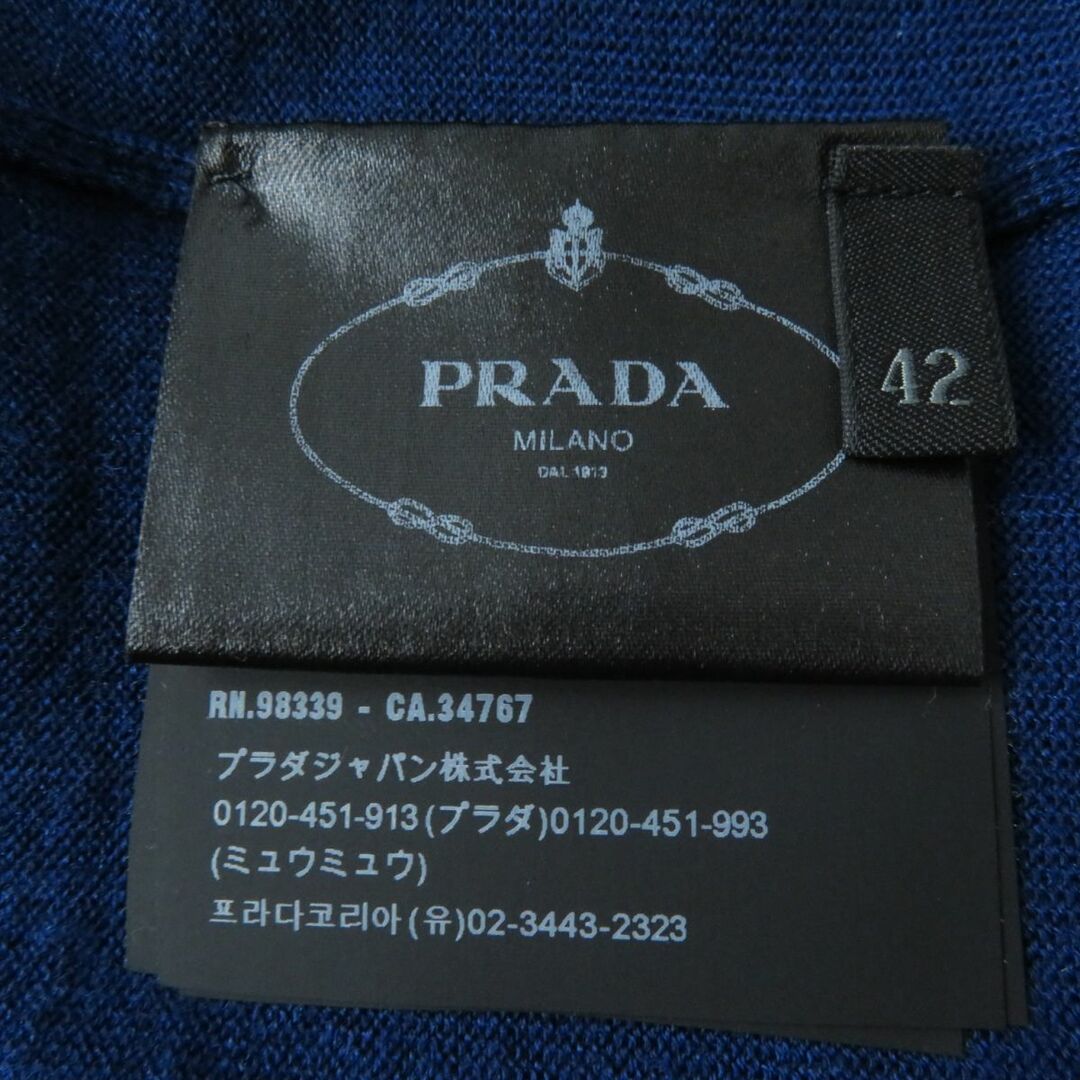 PRADA
MILANO
DAL 1913
42
RN.98339 - CA.34767
プラダジャパン株式会社
0120-451-913(プラダ)0120-451-993
(ミュウミュウ)
프라다코리아(유)02-3443-2323